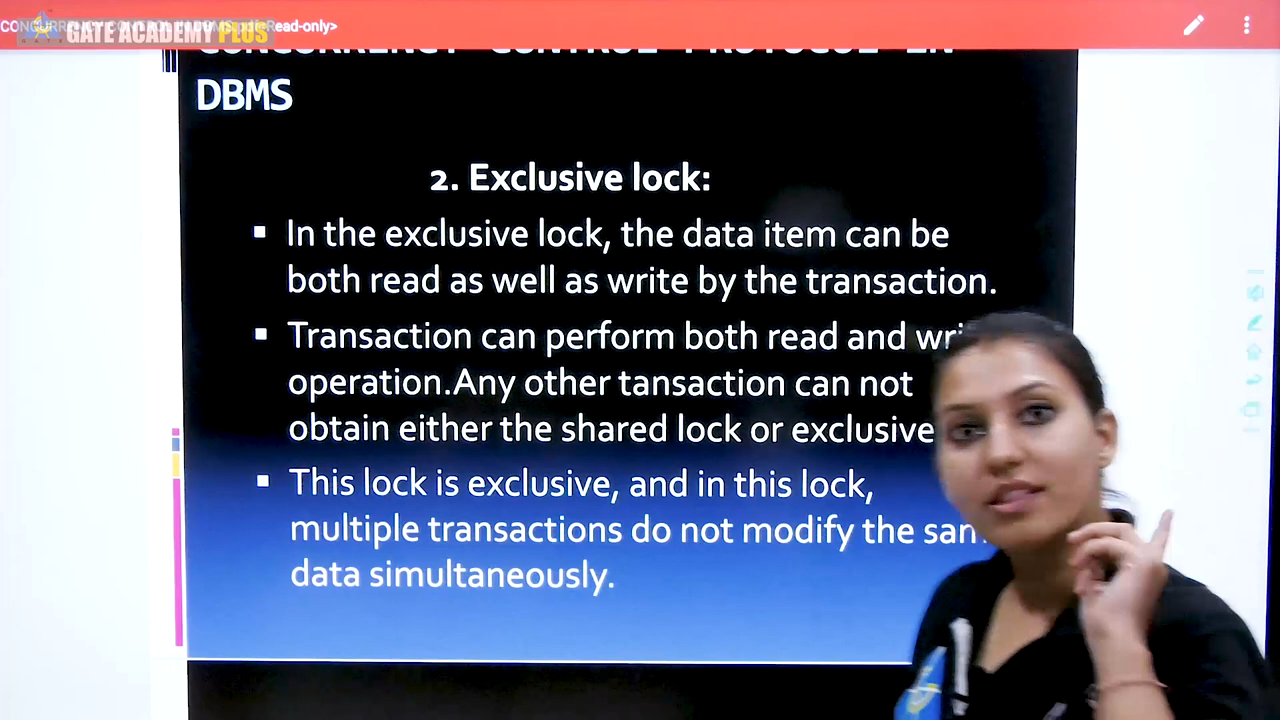 GATE ACADEMY PLUS
Read-only>
CONCURRENCY CONTROL PROTOCOL IN
DBMS
2. Exclusive lock:
▪ In the exclusive lock, the data item can be
both read as well as write by the transaction.
▪ Transaction can perform both read and
operation.Any other tansaction can not
obtain either the shared lock or exclusive
▪ This lock is exclusive, and in this lock,
multiple transactions do not modify the
data simultaneously.